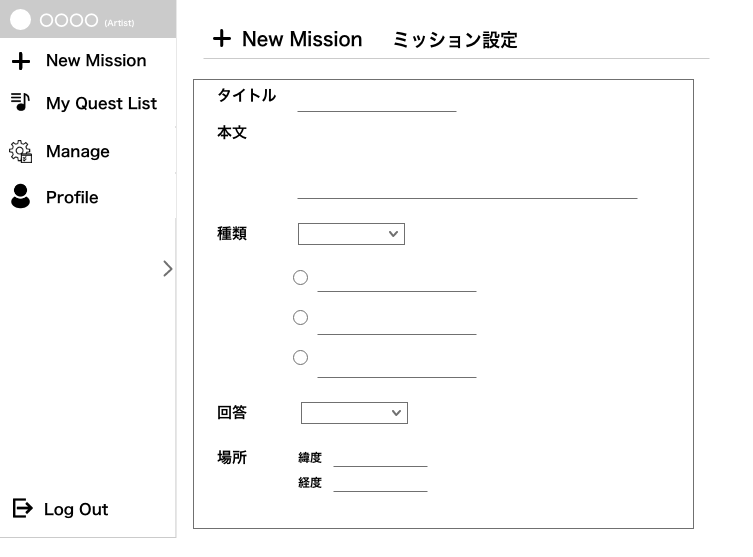 〇〇〇〇 (Artist)
New Mission
My Quest List
Manage
Profile
Log Out
New Mission ミッション設定
タイトル
本文
種類
回答
場所 緯度
経度